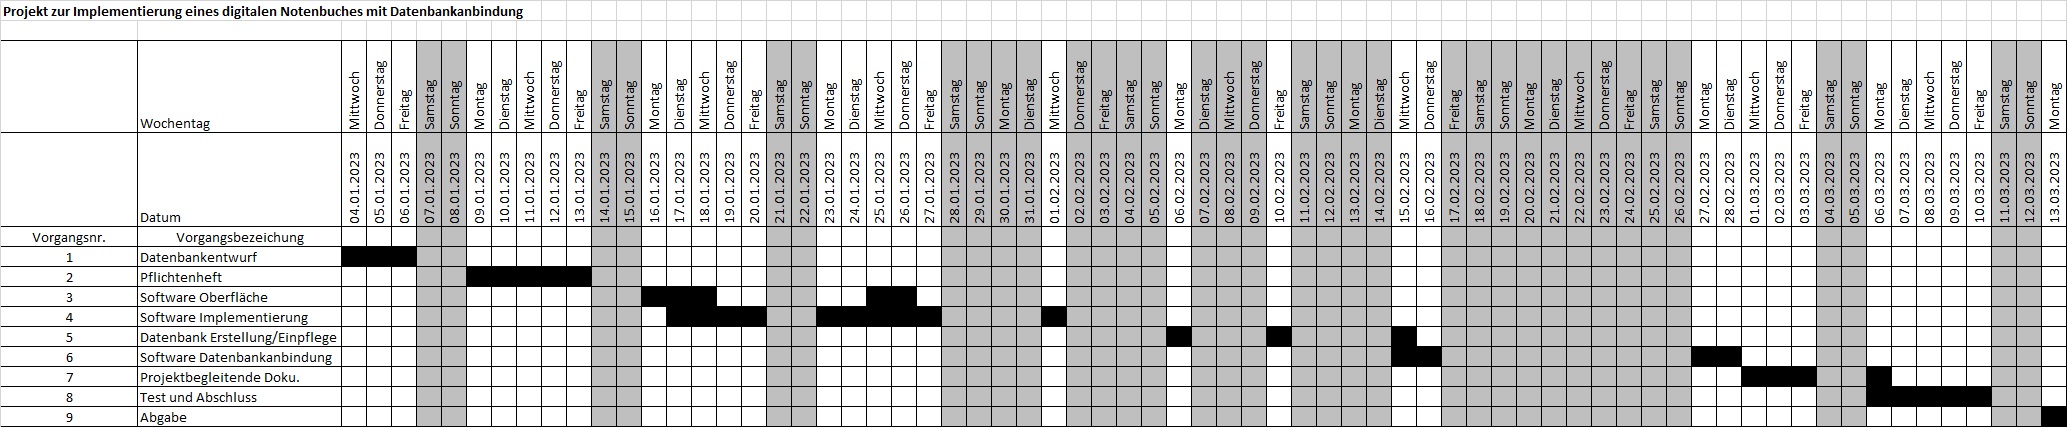 Projekt zur Implementierung eines digitalen Notenbuches mit Datenbankanbindung
Wochentag Mittwoch Donnerstag Freitag Samstag Sonntag Montag Dienstag Mittwoch Donnerstag Freitag Samstag Sonntag Montag Dienstag Mittwoch Donnerstag Freitag Samstag Sonntag Montag Dienstag Mittwoch Donnerstag Freitag Samstag Sonntag Montag Dienstag Mittwoch Donnerstag Freitag Samstag Sonntag Montag Dienstag Mittwoch Donnerstag Freitag Samstag Sonntag Montag Dienstag Mittwoch Donnerstag Freitag Samstag Sonntag Montag Dienstag Mittwoch Donnerstag Freitag Samstag Sonntag Montag Dienstag Mittwoch Donnerstag Freitag Samstag Sonntag Montag Dienstag Mittwoch Donnerstag Freitag Samstag Sonntag Montag
Datum 04.01.2023 05.01.2023 06.01.2023 07.01.2023 08.01.2023 09.01.2023 10.01.2023 11.01.2023 12.01.2023 13.01.2023 14.01.2023 15.01.2023 16.01.2023 17.01.2023 18.01.2023 19.01.2023 20.01.2023 21.01.2023 22.01.2023 23.01.2023 24.01.2023 25.01.2023 26.01.2023 27.01.2023 28.01.2023 29.01.2023 30.01.2023 31.01.2023 01.02.2023 02.02.2023 03.02.2023 04.02.2023 05.02.2023 06.02.2023 07.02.2023 08.02.2023 09.02.2023 10.02.2023 11.02.2023 12.02.2023 13.02.2023 14.02.2023 15.02.2023 16.02.2023 17.02.2023 18.02.2023 19.02.2023 20.02.2023 21.02.2023 22.02.2023 23.02.2023 24.02.2023 25.02.2023 26.02.2023 27.02.2023 28.02.2023 01.03.2023 02.03.2023 03.03.2023 04.03.2023 05.03.2023 06.03.2023 07.03.2023 08.03.2023 09.03.2023 10.03.2023 11.03.2023 12.03.2023 13.03.2023
Vorgangsnr. Vorgangsbezeichung
1 Datenbankentwurf
2 Pflichtenheft
3 Software Oberfläche
4 Software Implementierung
5 Datenbank Erstellung/Einpflege
6 Software Datenbankanbindung
7 Projektbegleitende Doku.
8 Test und Abschluss
9 Abgabe